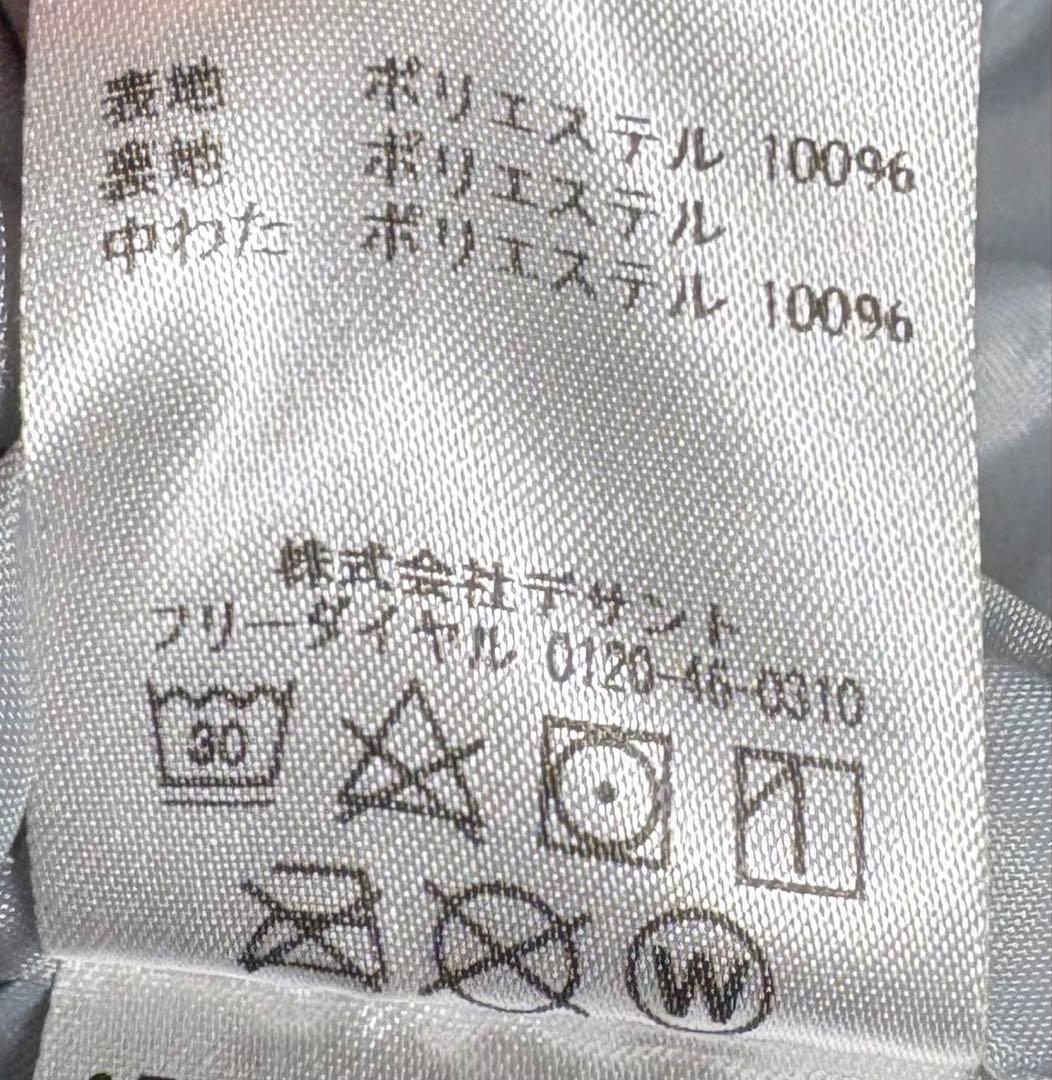 表地 ポリエステル 100%
裏地 ポリエステル
中わた ポリエステル 100%
株式会社デサント
フリーダイヤル 0120-46-0310
30
W